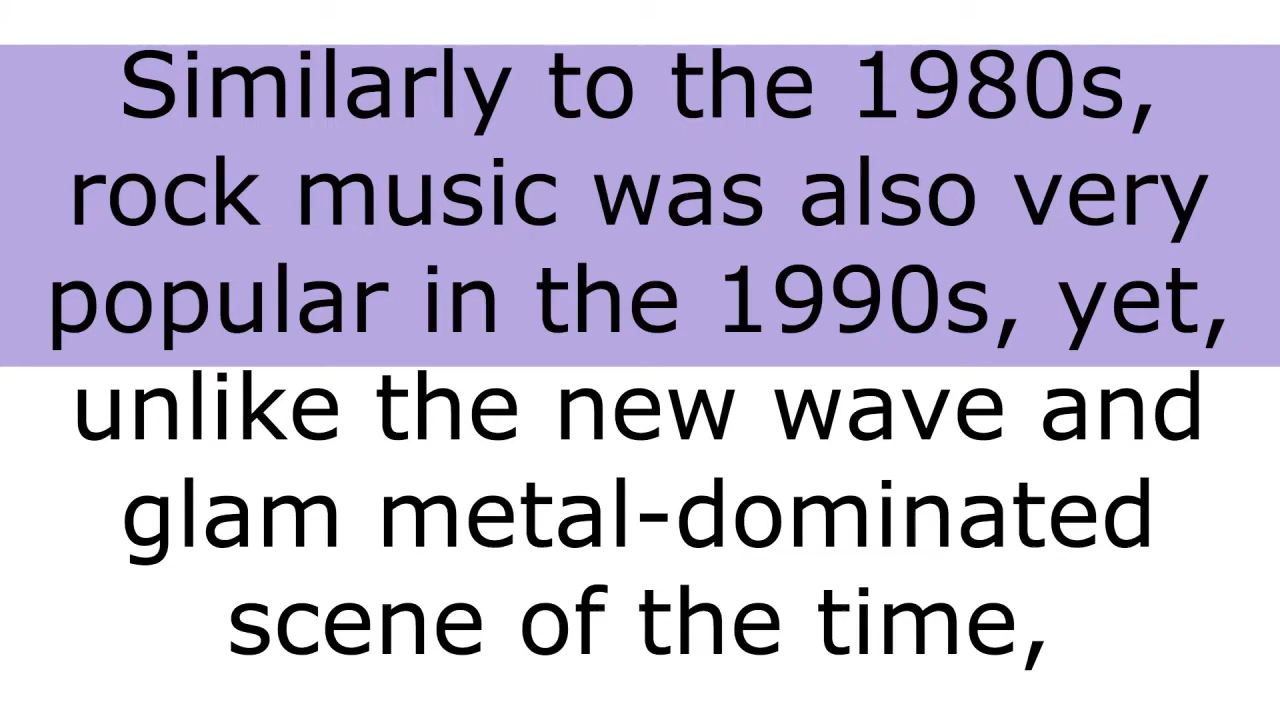 Similarly to the 1980s,
rock music was also very
popular in the 1990s, yet,
unlike the new wave and
glam metal-dominated
scene of the time,